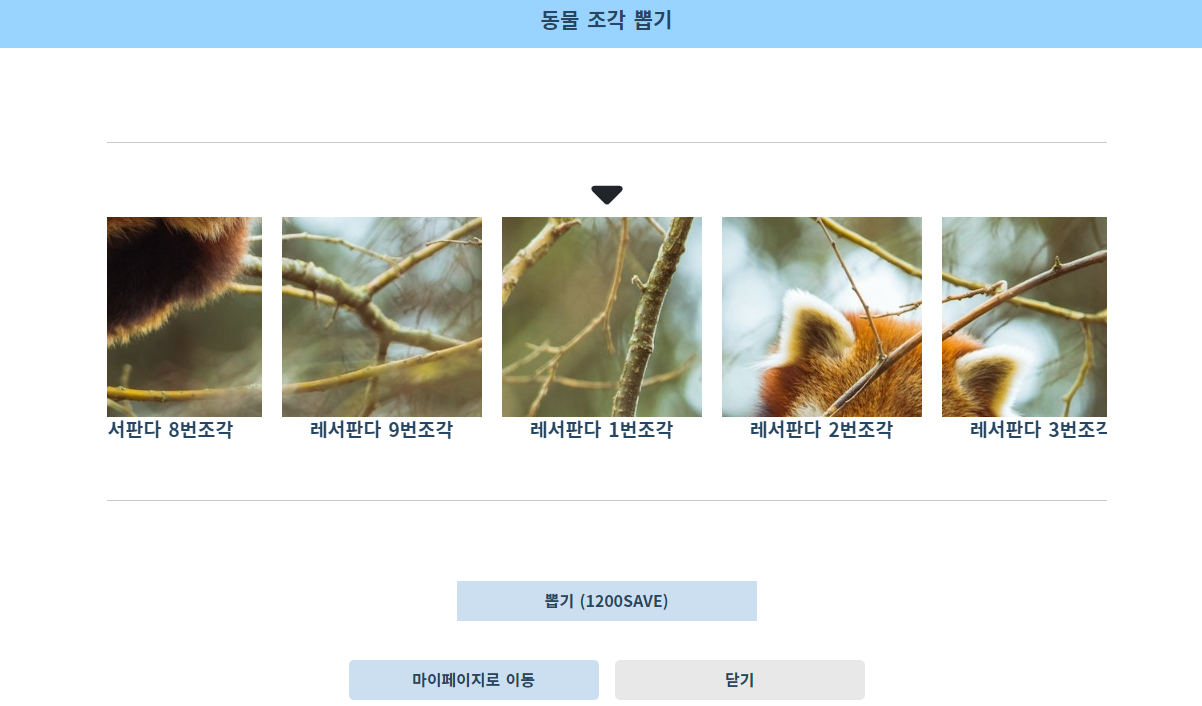 동물 조각 뽑기
서판다 8번조각
레서판다 9번조각
레서판다 1번조각
레서판다 2번조각
레서판다 3번조각
뽑기 (1200SAVE)
마이페이지로 이동
닫기